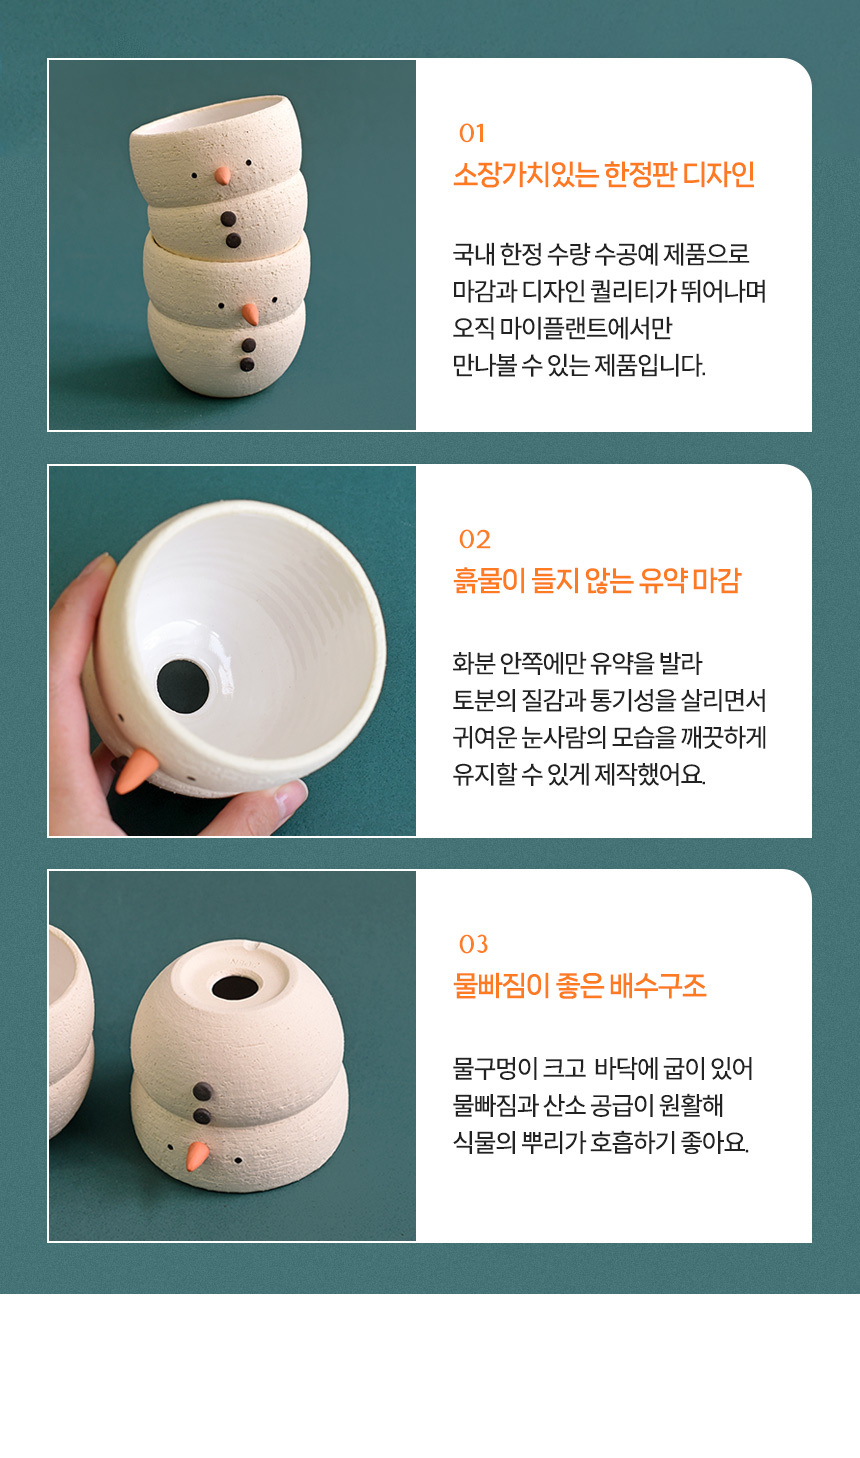 01
소장가치있는 한정판 디자인
국내 한정 수량 수공예 제품으로
마감과 디자인 퀄리티가 뛰어나며
오직 마이플랜트에서만
만나볼 수 있는 제품입니다.
02
흙물이 들지 않는 유약 마감
화분 안쪽에만 유약을 발라
토분의 질감과 통기성을 살리면서
귀여운 눈사람의 모습을 깨끗하게
유지할 수 있게 제작했어요.
03
물빠짐이 좋은 배수구조
물구멍이 크고 바닥에 굽이 있어
물빠짐과 산소 공급이 원활해
식물의 뿌리가 호흡하기 좋아요.